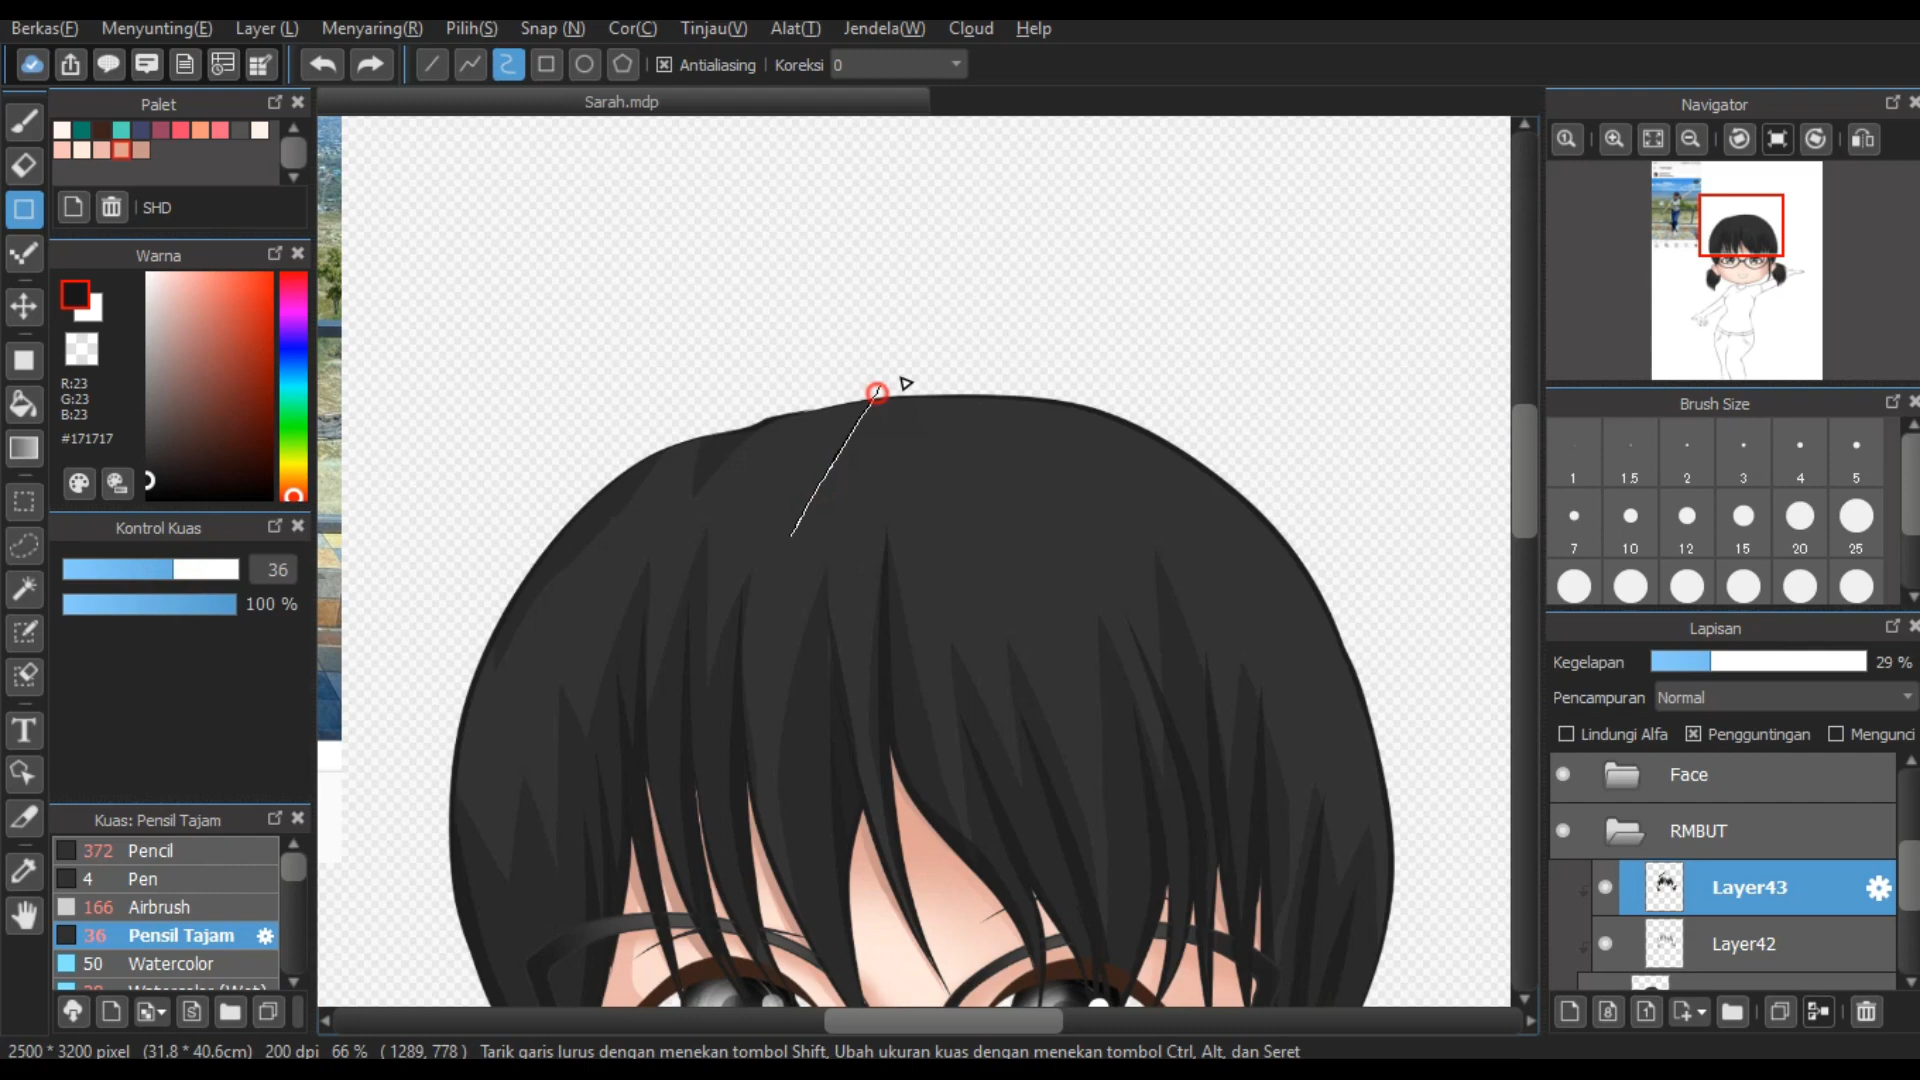 Berkas(F) Menyunting(E) Layer (L) Menyaring(R) Pilih(S) Snap (N) Cor(C) Tinjau(V) Alat(T) Jendela(W) Cloud Help
Antialiasing Koreksi 0
Palet
SHD
Warna
R:23
G:23
B:23
#171717
Kontrol Kuas
36
100 %
Kuas: Pensil Tajam
372 Pencil
4 Pen
166 Airbrush
36 Pensil Tajam
50 Watercolor
Sarah.mdp
Navigator
Brush Size
1 1.5 2 3 4 5
7 10 12 15 20 25
Lapisan
Kegelapan 29 %
Pencampuran Normal
Lindungi Alfa Pengguntingan Mengunci
Face
RMBUT
Layer43
Layer42
2500 * 3200 pixel (31.8 * 40.6cm) 200 dpi 66 % ( 1289, 778 ) Tarik garis lurus dengan menekan tombol Shift, Ubah ukuran kuas dengan menekan tombol Ctrl, Alt, dan Seret